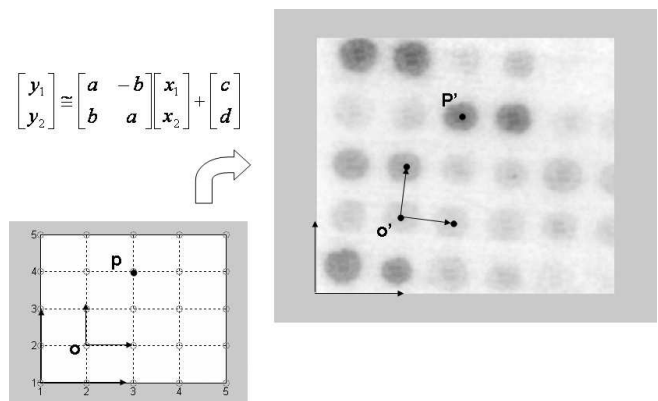 [y₁ y₂] ≅ [a −b b a] [x₁ x₂] + [c d]
P'
o'
5
4
3
2
1
p
o
1 2 3 4 5